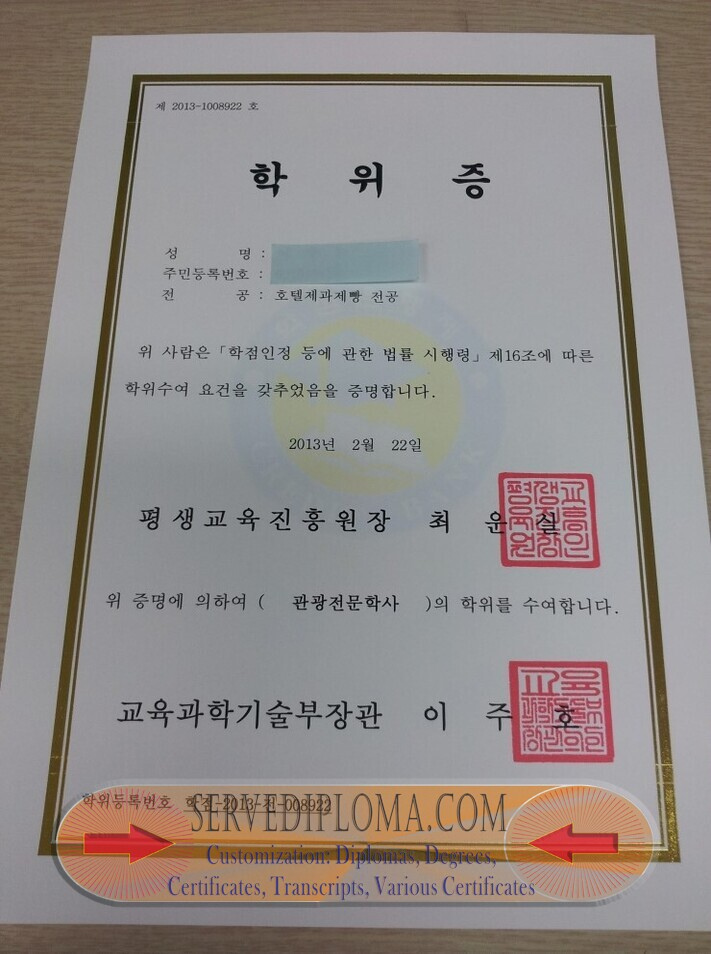 제 2013-1008922 호
학 위 증
성 명 :
주민등록번호 :
전 공 : 호텔제과제빵 전공
위 사람은 「학점인정 등에 관한 법률 시행령」 제16조에 따른
학위수여 요건을 갖추었음을 증명합니다.
2013년 2월 22일
평생교육진흥원장 최 운 실
위 증명에 의하여 ( 관광전문학사 )의 학위를 수여합니다.
교육과학기술부장관 이 주 호
학위등록번호 학점-2013-전-008922
SERVEDIPLOMA.COM
Customization: Diplomas, Degrees,
Certificates, Transcripts, Various Certificates